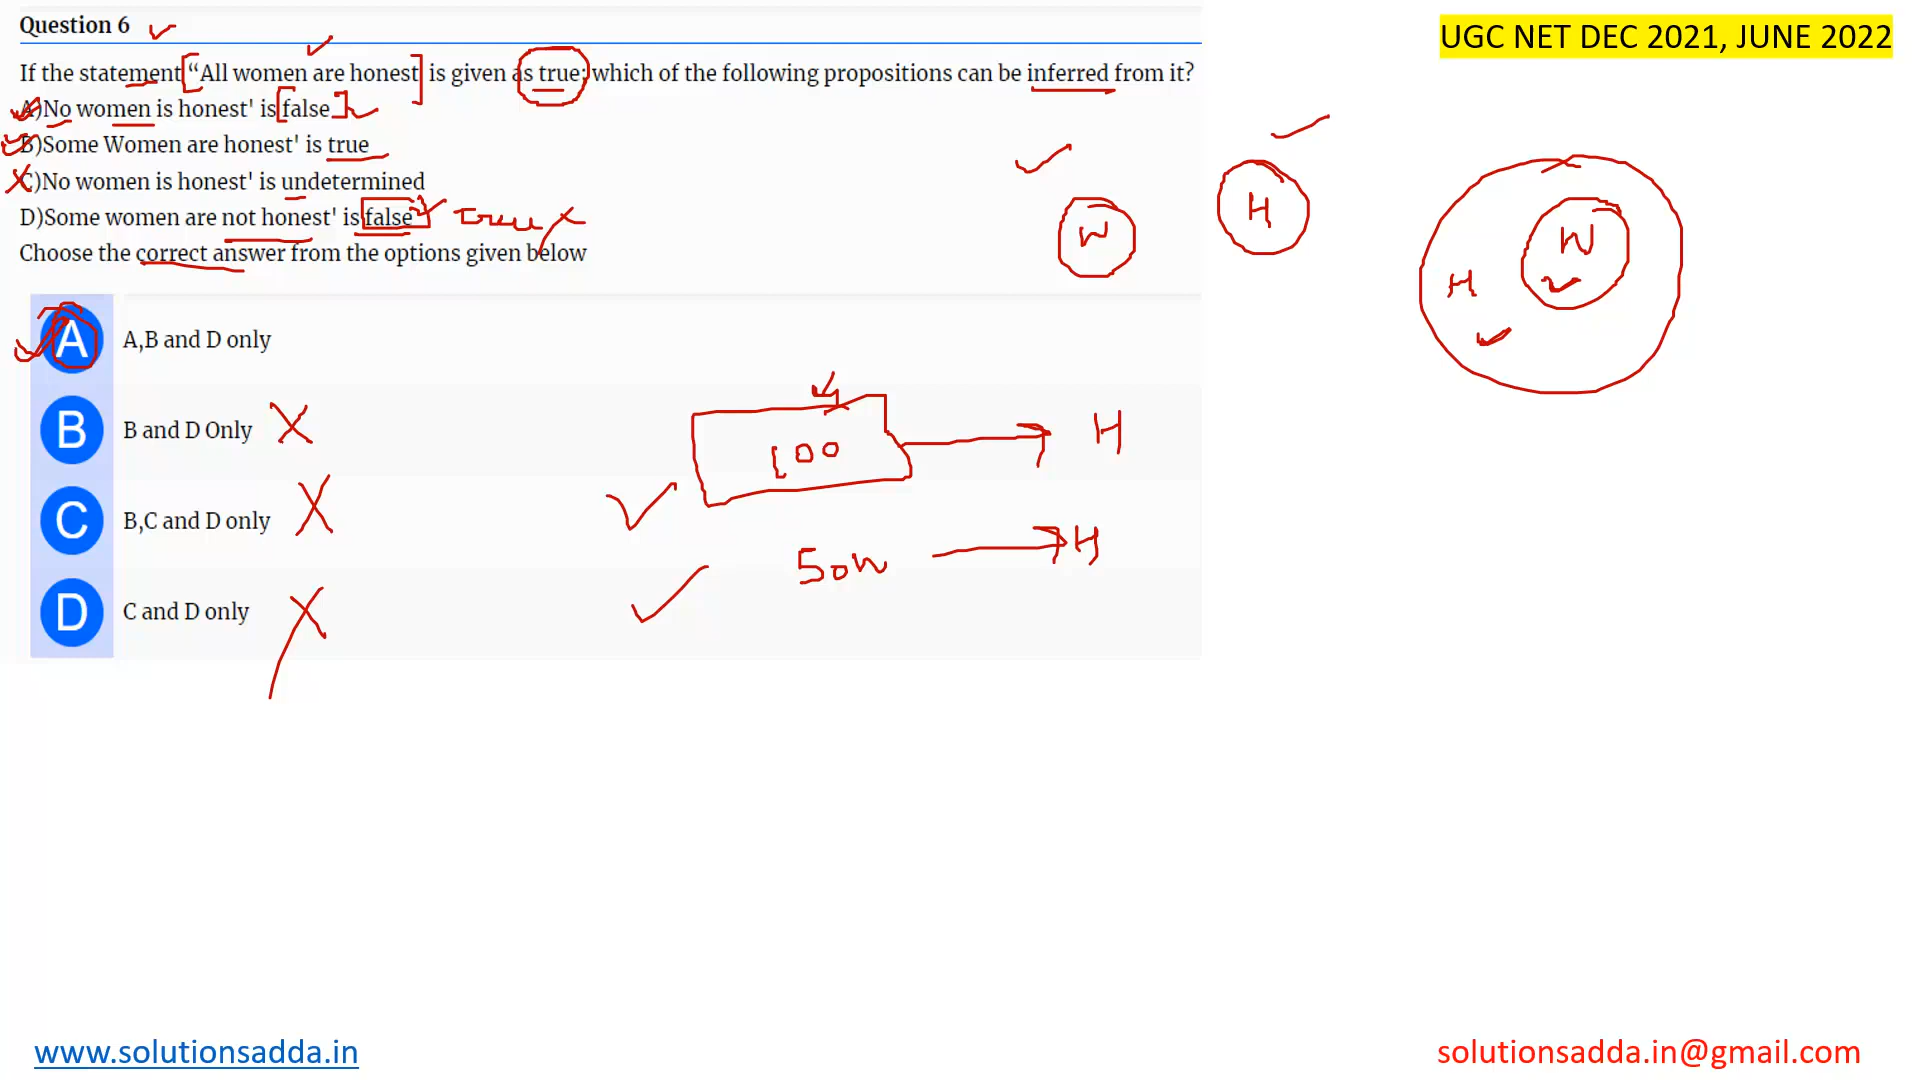 Question 6
UGC NET DEC 2021, JUNE 2022
If the statement “All women are honest is given as true; which of the following propositions can be inferred from it?
A)No women is honest' is false
B)Some Women are honest' is true
C)No women is honest' is undetermined
D)Some women are not honest' is false True
Choose the correct answer from the options given below
W
H
W
H
A A,B and D only
B B and D Only
C B,C and D only
D C and D only
100 H
50W H
www.solutionsadda.in
solutionsadda.in@gmail.com